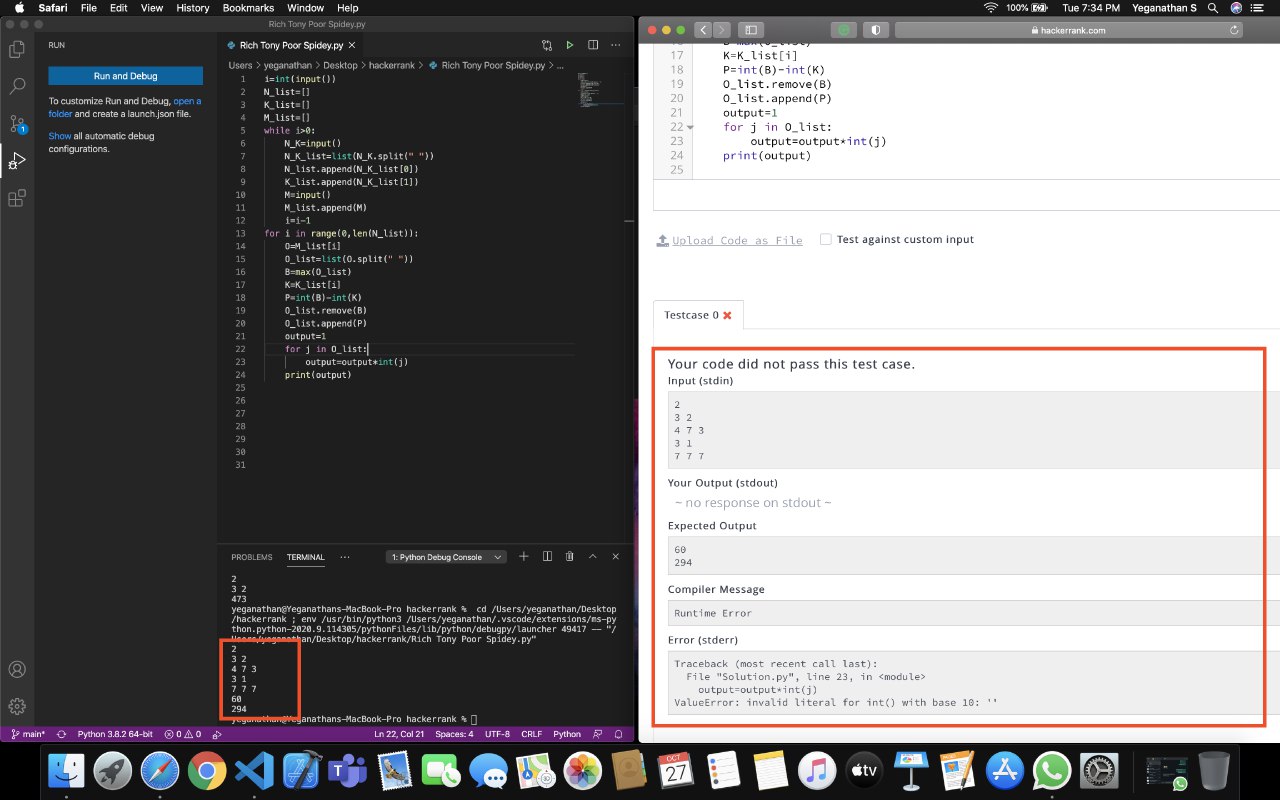 Safari File Edit View History Bookmarks Window Help
100% Tue 7:34 PM Yeganathan S
Rich Tony Poor Spidey.py
RUN
Run and Debug
To customize Run and Debug, open a
folder and create a launch.json file.
Show all automatic debug
configurations.
1
Rich Tony Poor Spidey.py
Users > yeganathan > Desktop > hackerrank > Rich Tony Poor Spidey.py > ...
1 i=int(input())
2 N_list=[]
3 K_list=[]
4 M_list=[]
5 while i>0:
6 N_K=input()
7 N_K_list=list(N_K.split(" "))
8 N_list.append(N_K_list[0])
9 K_list.append(N_K_list[1])
10 M=input()
11 M_list.append(M)
12 i=i-1
13 for i in range(0,len(N_list)):
14 O=M_list[i]
15 O_list=list(O.split(" "))
16 B=max(O_list)
17 K=K_list[i]
18 P=int(B)-int(K)
19 O_list.remove(B)
20 O_list.append(P)
21 output=1
22 for j in O_list:
23 output=output*int(j)
24 print(output)
25
26
27
28
29
30
31
PROBLEMS TERMINAL ... 1: Python Debug Console
2
3 2
473
yeganathan@Yeganathans-MacBook-Pro hackerrank % cd /Users/yeganathan/Desktop
/hackerrank ; env /usr/bin/python3 /Users/yeganathan/.vscode/extensions/ms-py
thon.python-2020.9.114305/pythonFiles/lib/python/debugpy/launcher 49417 -- "/
Users/yeganathan/Desktop/hackerrank/Rich Tony Poor Spidey.py"
2
3 2
4 7 3
3 1
7 7 7
60
294
yeganathan@Yeganathans-MacBook-Pro hackerrank %
main* Python 3.8.2 64-bit 0 0 Ln 22, Col 21 Spaces: 4 UTF-8 CRLF Python
hackerrank.com
16 B=max(O_list)
17 K=K_list[i]
18 P=int(B)-int(K)
19 O_list.remove(B)
20 O_list.append(P)
21 output=1
22 for j in O_list:
23 output=output*int(j)
24 print(output)
25
Upload Code as File Test against custom input
Testcase 0
Your code did not pass this test case.
Input (stdin)
2
3 2
4 7 3
3 1
7 7 7
Your Output (stdout)
~ no response on stdout ~
Expected Output
60
294
Compiler Message
Runtime Error
Error (stderr)
Traceback (most recent call last):
File "Solution.py", line 23, in <module>
output=output*int(j)
ValueError: invalid literal for int() with base 10: ''
OCT
27
tv